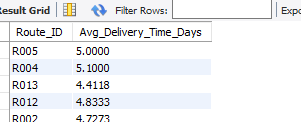 Result Grid Filter Rows: Expo
Route_ID Avg_Delivery_Time_Days
R005 5.0000
R004 5.1000
R013 4.4118
R012 4.8333
R002 4.7273